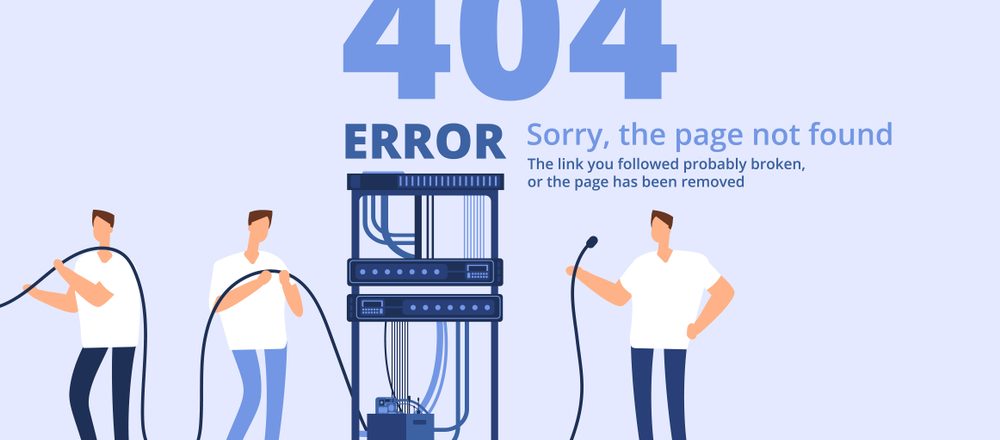 404
ERROR
Sorry, the page not found
The link you followed probably broken,
or the page has been removed